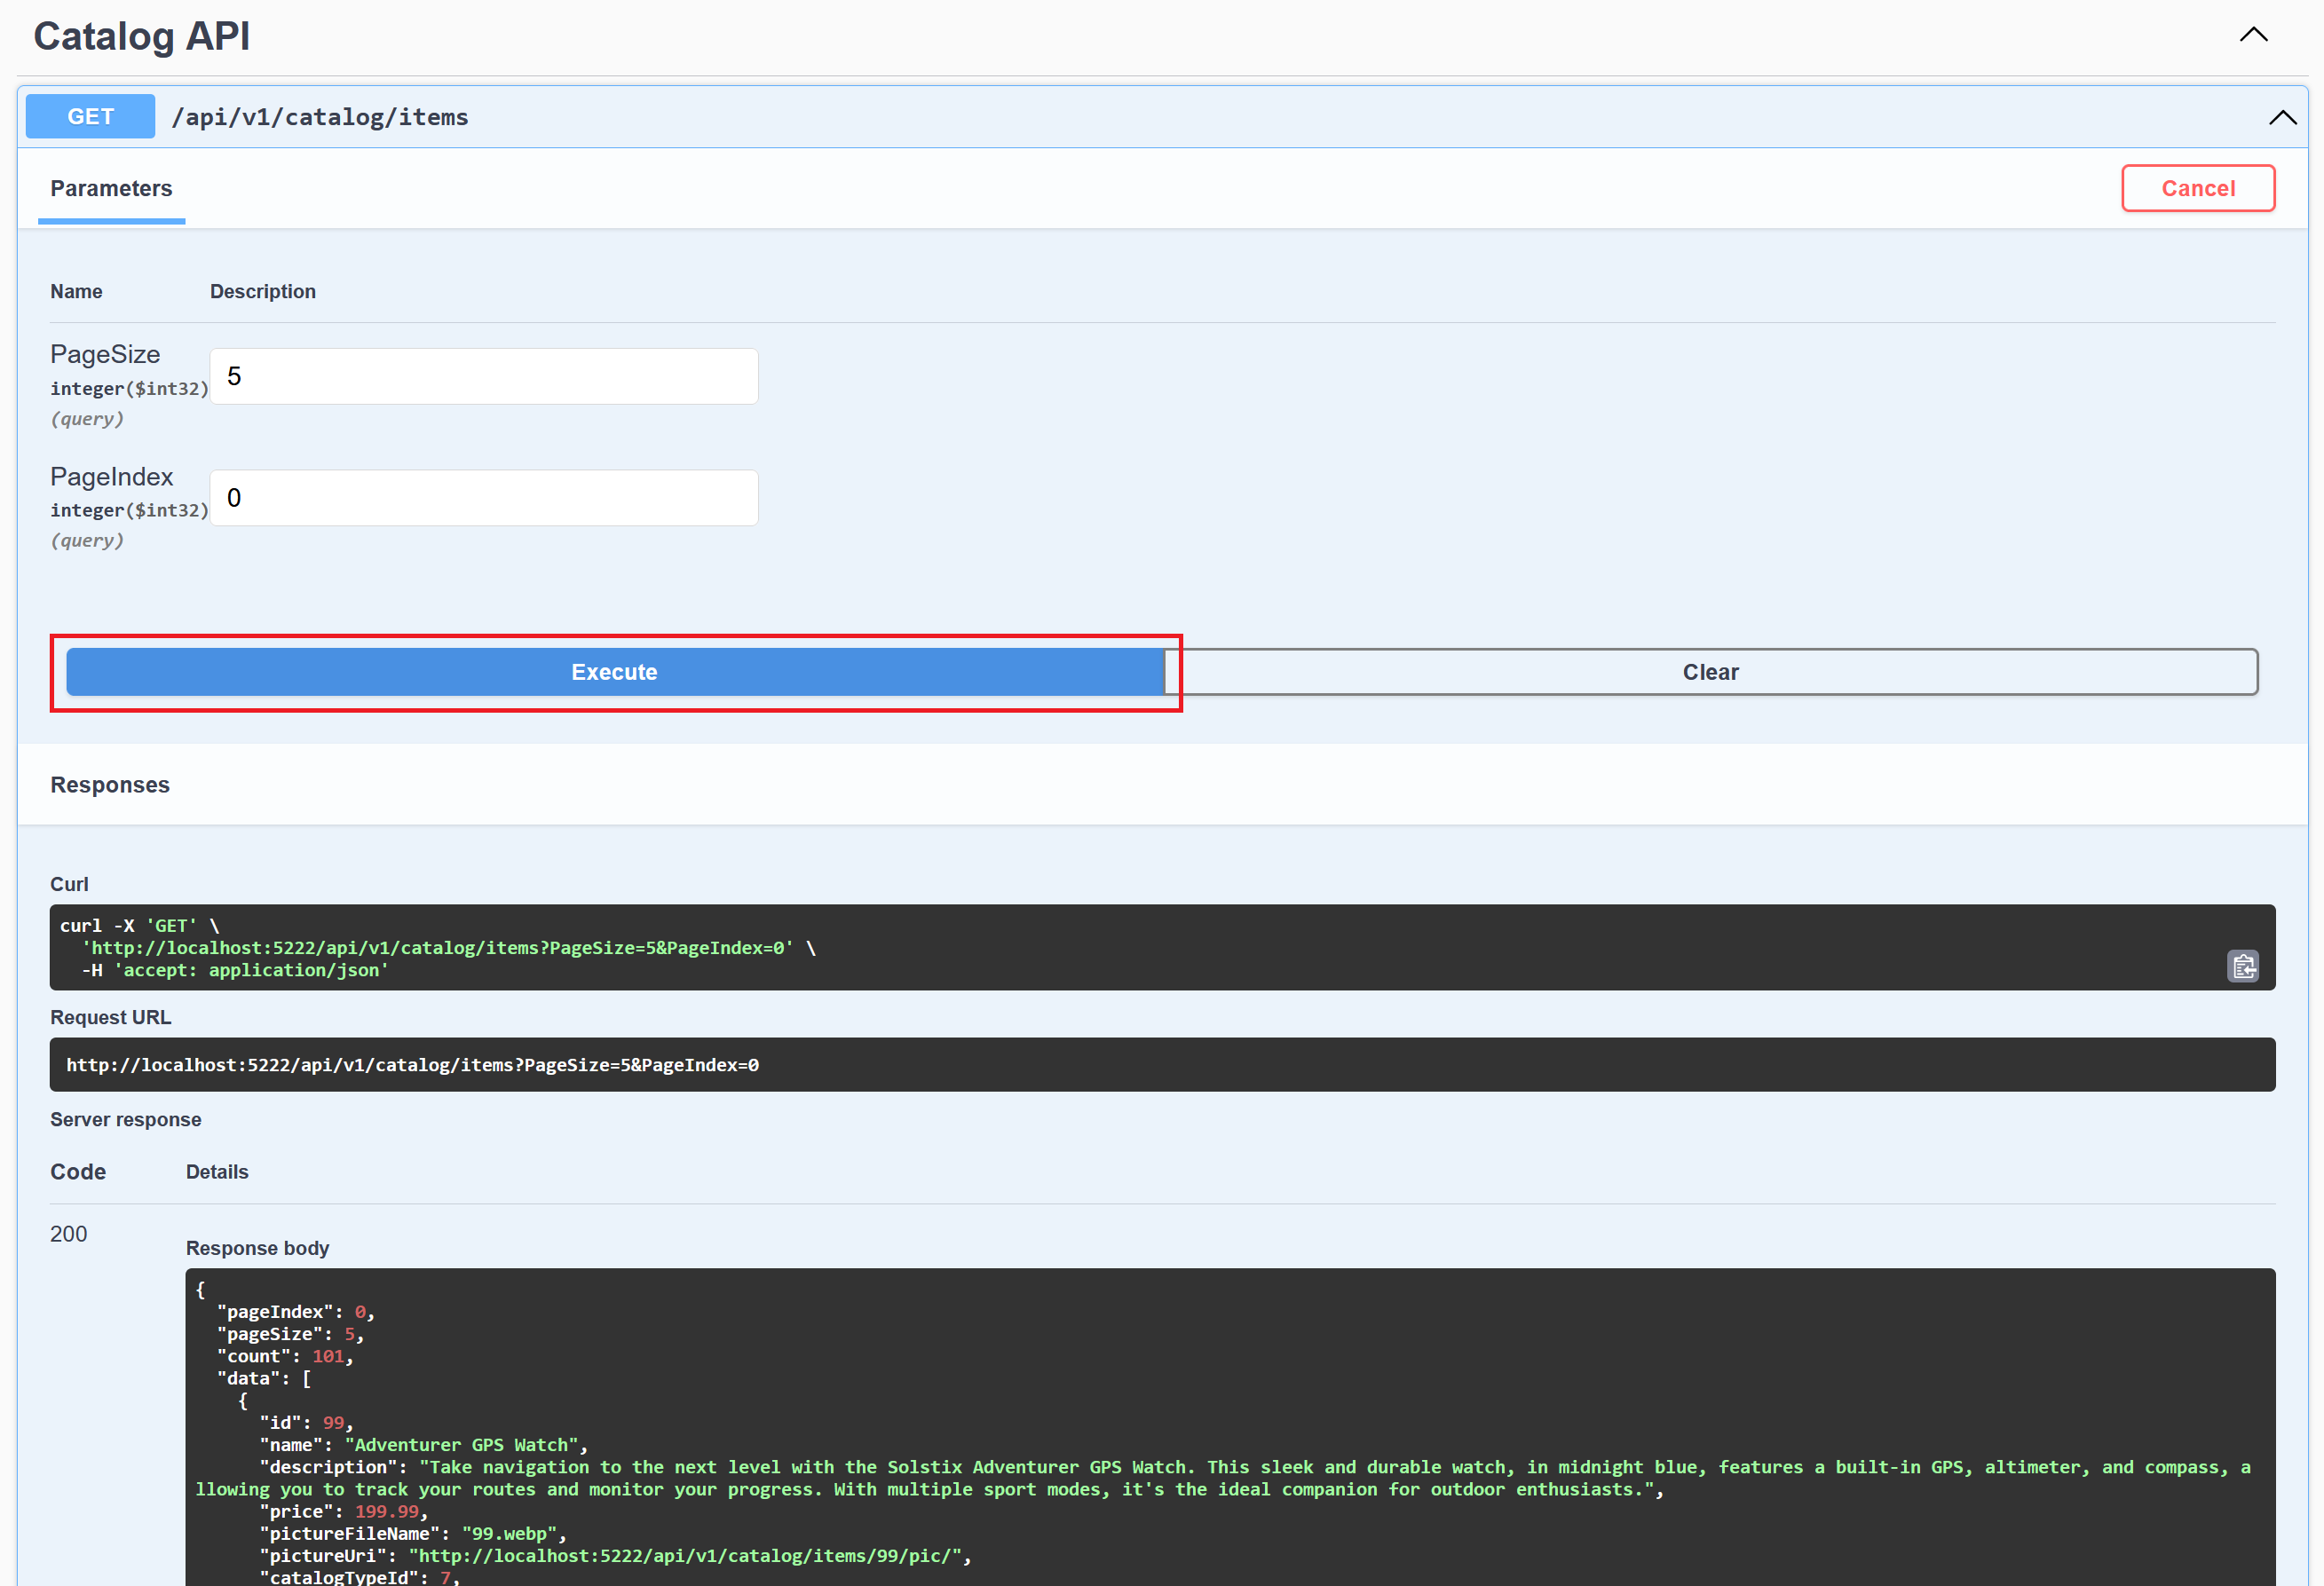 Catalog API
GET /api/v1/catalog/items
Parameters
Cancel
Name Description
PageSize
integer($int32)
(query)
5
PageIndex
integer($int32)
(query)
0
Execute
Clear
Responses
Curl
curl -X 'GET' \
  'http://localhost:5222/api/v1/catalog/items?PageSize=5&PageIndex=0' \
  -H 'accept: application/json'
Request URL
http://localhost:5222/api/v1/catalog/items?PageSize=5&PageIndex=0
Server response
Code Details
200
Response body
{
  "pageIndex": 0,
  "pageSize": 5,
  "count": 101,
  "data": [
    {
      "id": 99,
      "name": "Adventurer GPS Watch",
      "description": "Take navigation to the next level with the Solstix Adventurer GPS Watch. This sleek and durable watch, in midnight blue, features a built-in GPS, altimeter, and compass, a
llowing you to track your routes and monitor your progress. With multiple sport modes, it's the ideal companion for outdoor enthusiasts.",
      "price": 199.99,
      "pictureFileName": "99.webp",
      "pictureUri": "http://localhost:5222/api/v1/catalog/items/99/pic/",
      "catalogTypeId": 7,